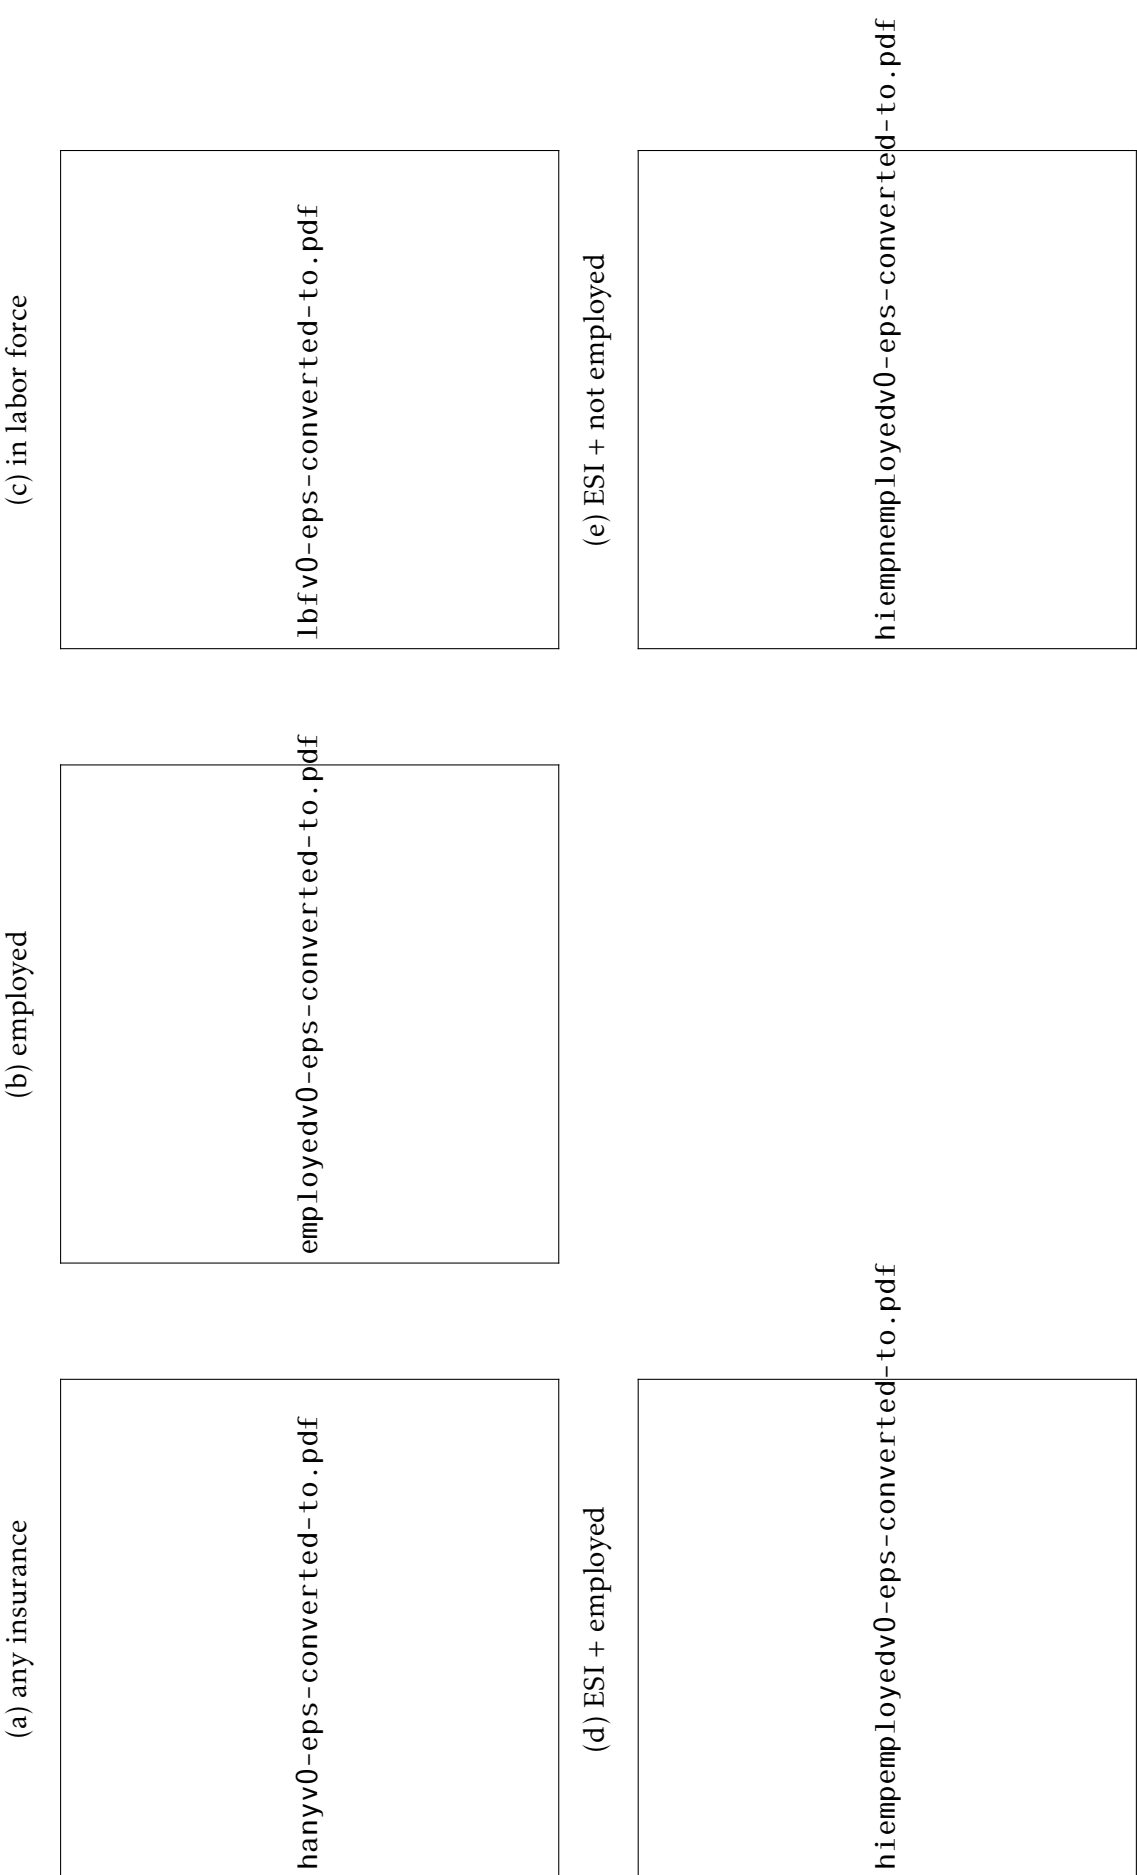 (a) any insurance
hanyv0-eps-converted-to.pdf
(b) employed
employedv0-eps-converted-to.pdf
(c) in labor force
lbfv0-eps-converted-to.pdf
(d) ESI + employed
hiempemployedv0-eps-converted-to.pdf
(e) ESI + not employed
hiempnemployedv0-eps-converted-to.pdf